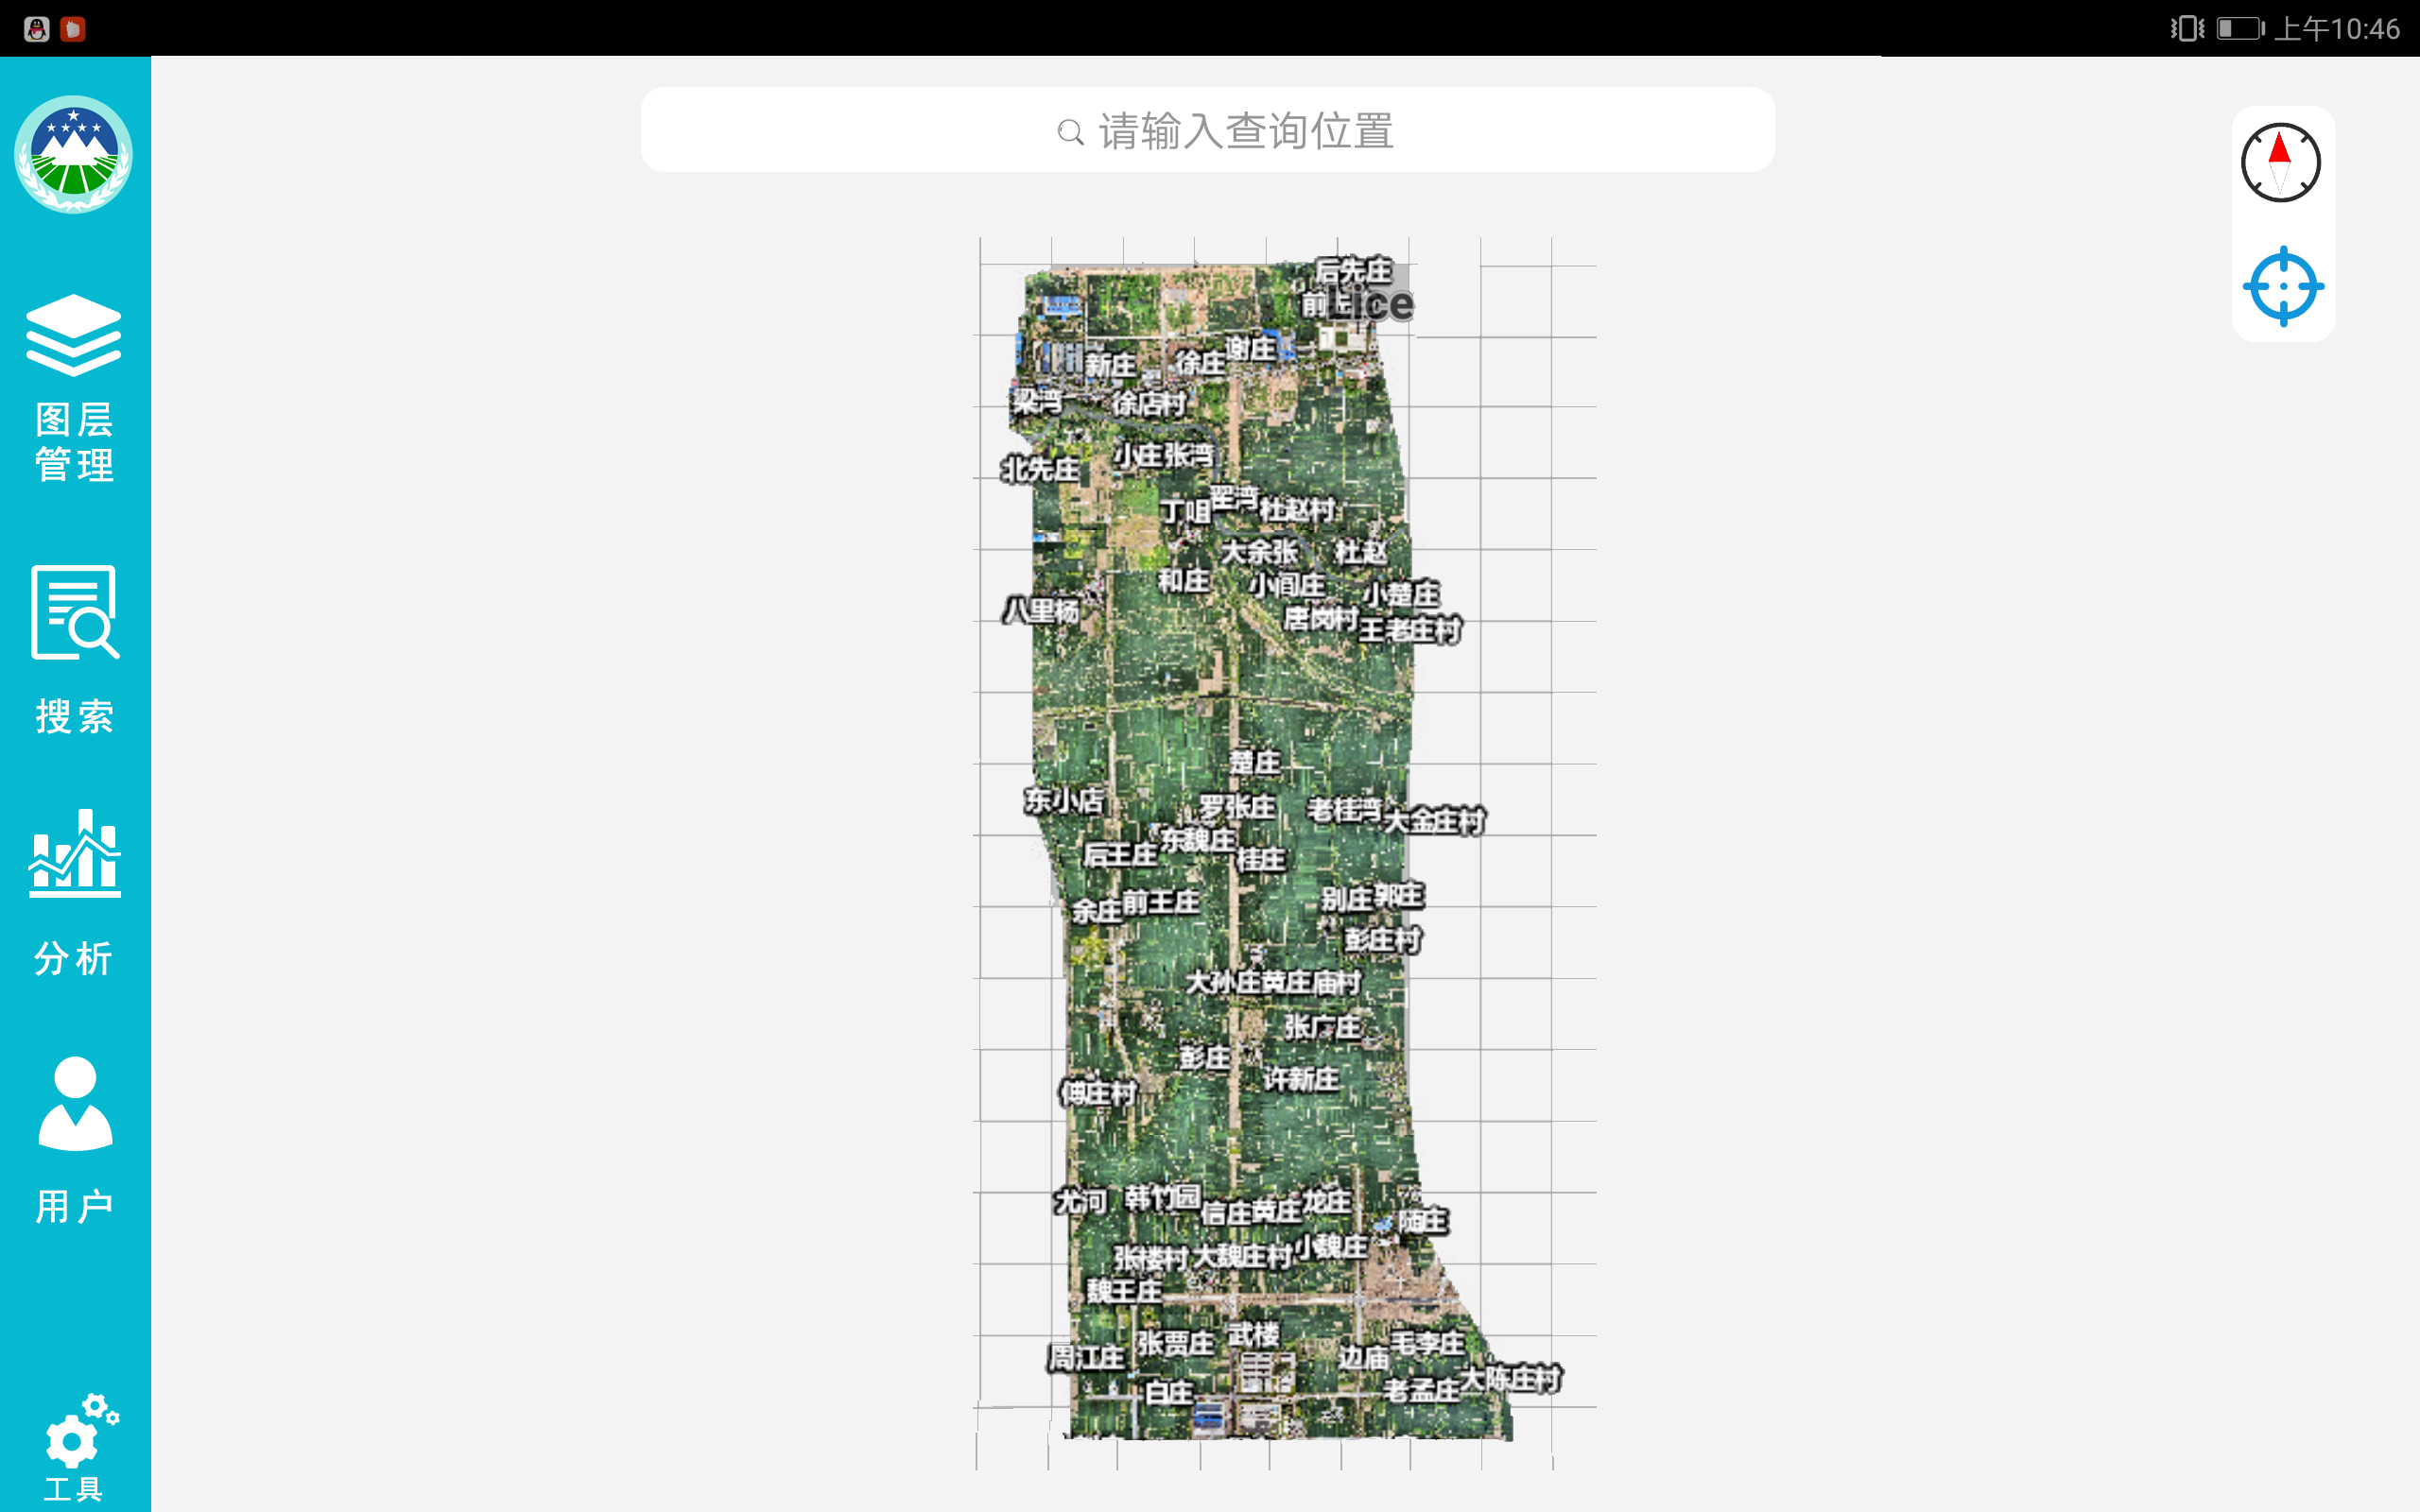 上午10:46
请输入查询位置
图层
管理
搜索
分析
用户
工具
后先庄
Lice
谢庄
新庄
徐庄
梁湾
徐店村
小庄张湾
北先庄
翟湾
丁咀
杜赵村
大余张
杜赵
和庄
小闫庄
小楚庄
八里杨
唐岗村
王老庄村
楚庄
东小店
罗张庄
老桂湾
大金庄村
东魏庄
后王庄
桂庄
别庄
郭庄
余庄
前王庄
彭庄村
大孙庄黄庄庙村
张广庄
彭庄
许新庄
傅庄村
尤河
韩竹园
信庄黄庄
龙庄
陋庄
张楼村
大魏庄村
小魏庄
魏王庄
武楼
张贾庄
毛李庄
周江庄
边庙
大陈庄村
白庄
老孟庄